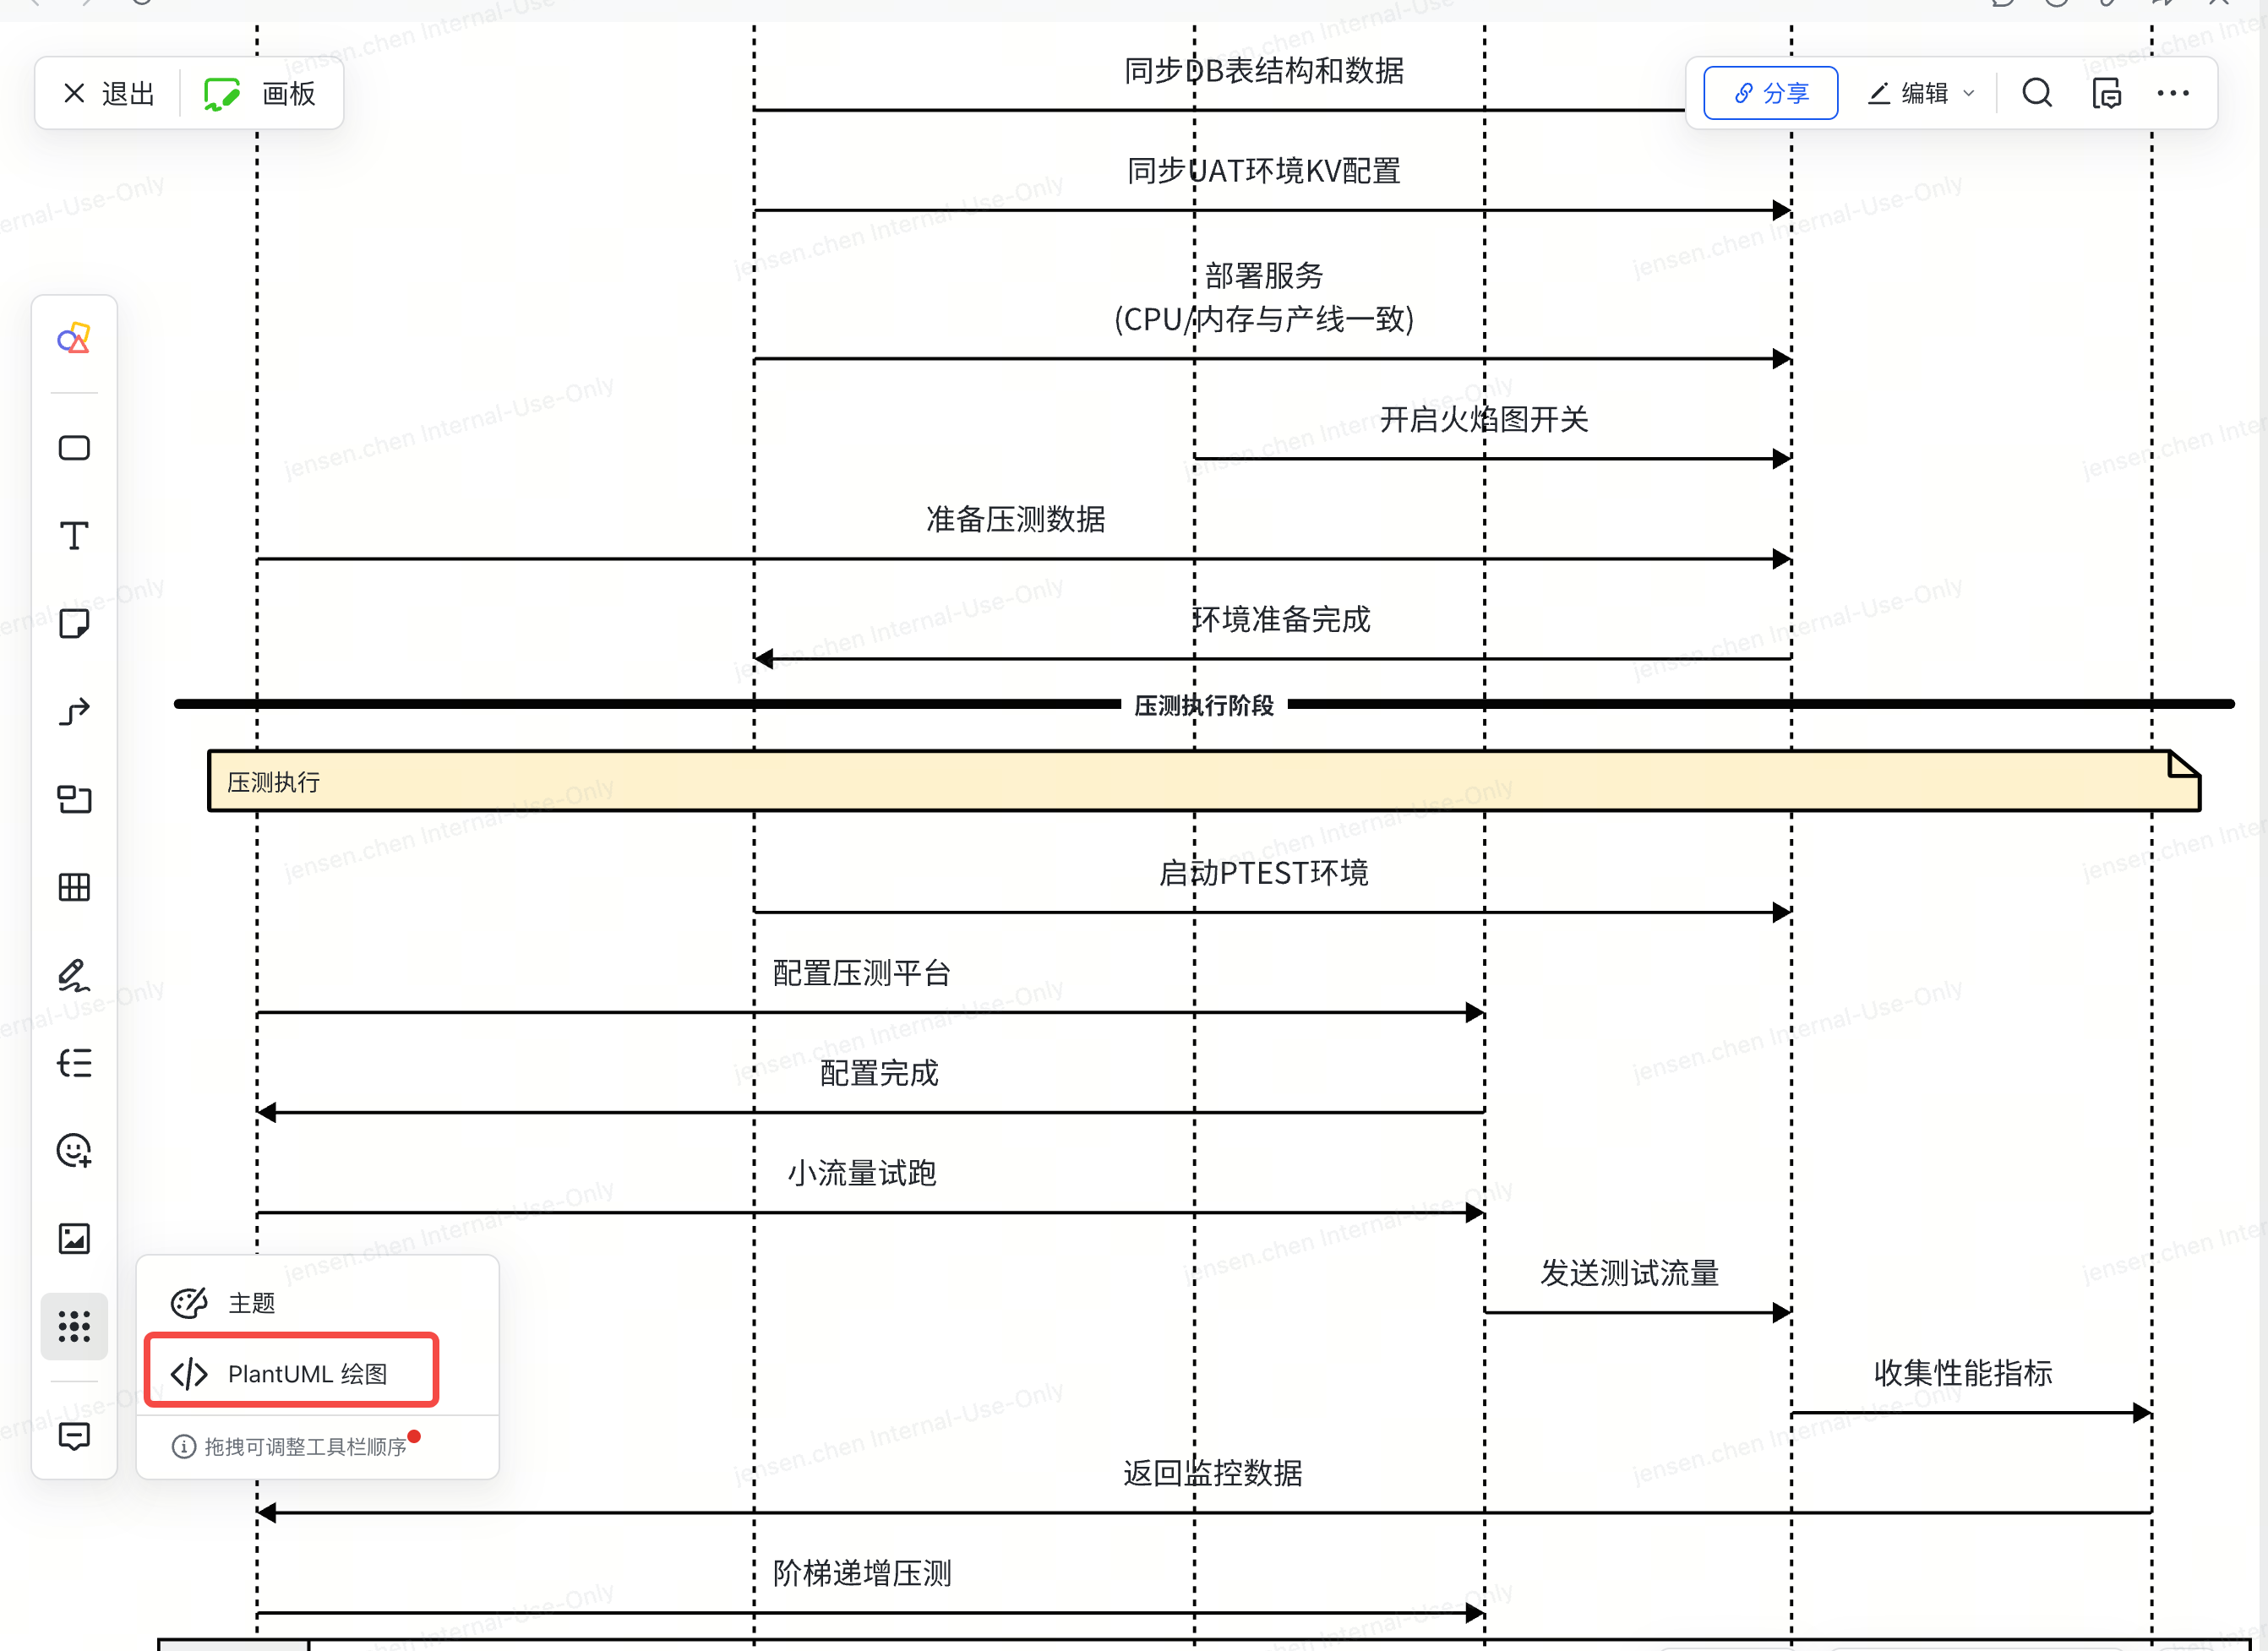 退出
画板
分享
编辑
同步DB表结构和数据
同步UAT环境KV配置
部署服务
(CPU/内存与产线一致)
开启火焰图开关
准备压测数据
环境准备完成
压测执行阶段
压测执行
启动PTEST环境
配置压测平台
配置完成
小流量试跑
发送测试流量
主题
PlantUML 绘图
收集性能指标
拖拽可调整工具栏顺序
返回监控数据
阶梯递增压测
jensen.chen Internal-Use-Only